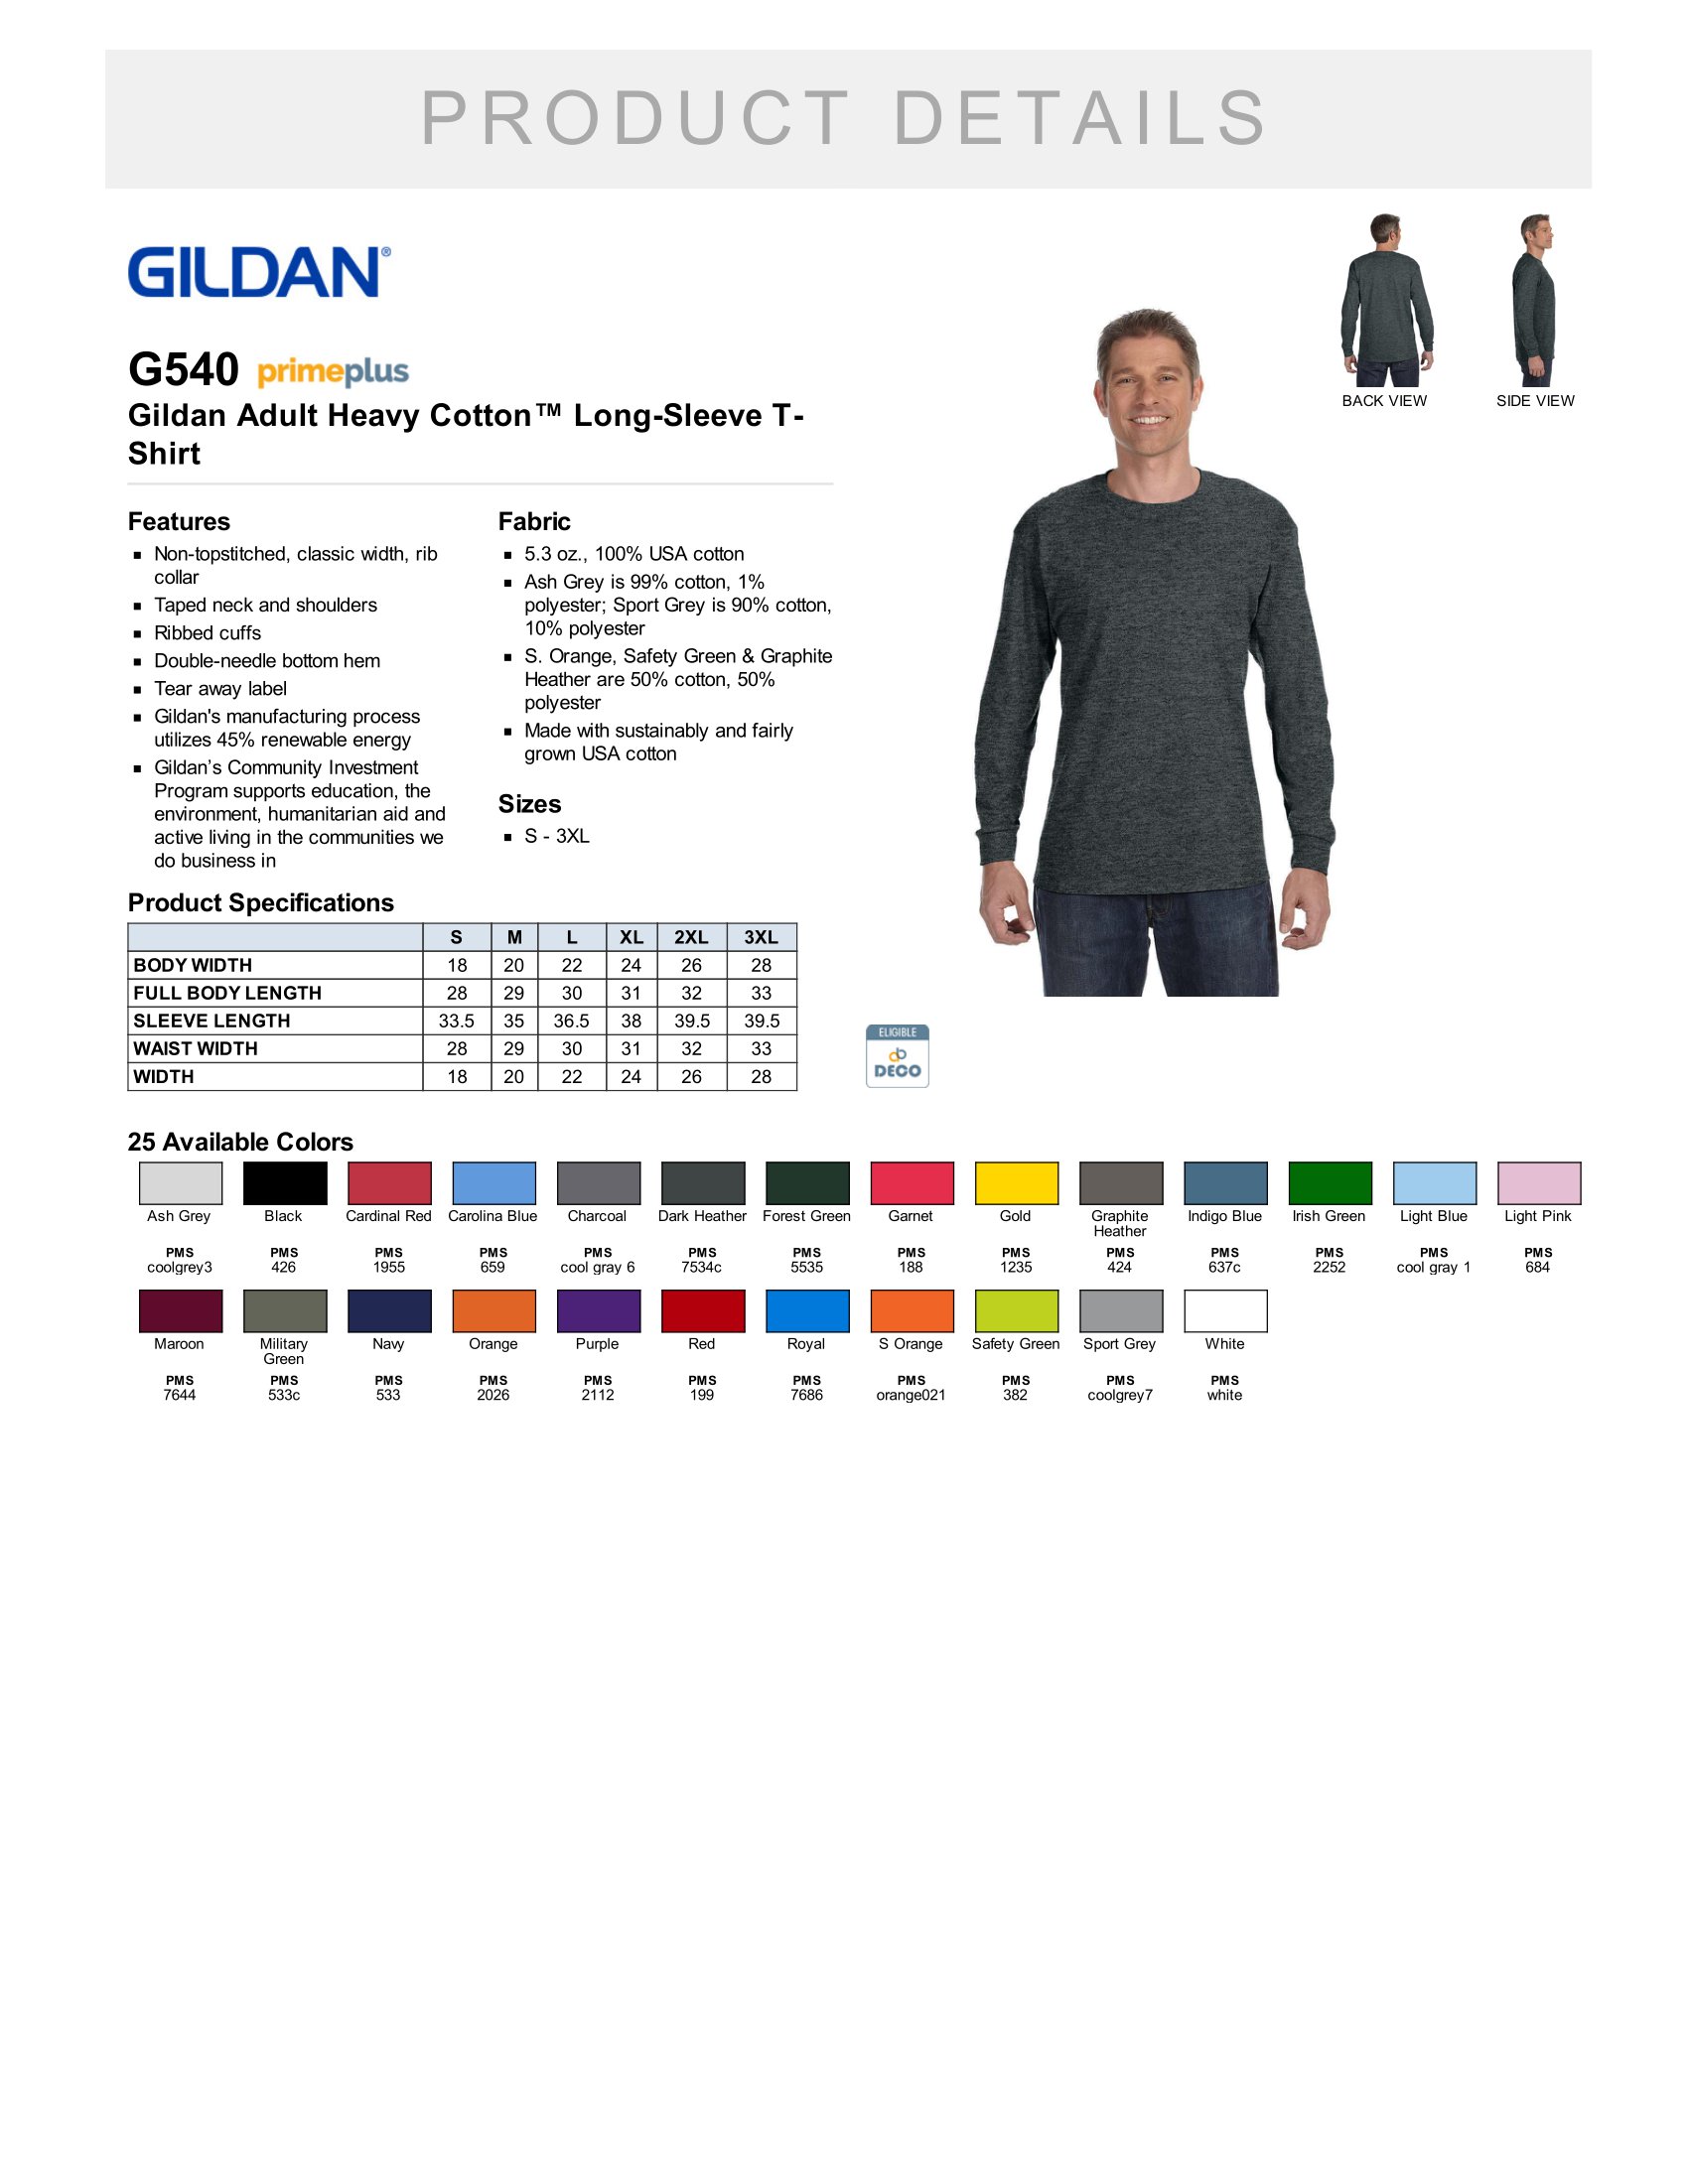 PRODUCT DETAILS
GILDAN®
G540 primeplus
Gildan Adult Heavy Cotton™ Long-Sleeve T-
Shirt
BACK VIEW
SIDE VIEW
Features
Non-topstitched, classic width, rib
collar
Taped neck and shoulders
Ribbed cuffs
Double-needle bottom hem
Tear away label
Gildan's manufacturing process
utilizes 45% renewable energy
Gildan’s Community Investment
Program supports education, the
environment, humanitarian aid and
active living in the communities we
do business in
Fabric
5.3 oz., 100% USA cotton
Ash Grey is 99% cotton, 1%
polyester; Sport Grey is 90% cotton,
10% polyester
S. Orange, Safety Green & Graphite
Heather are 50% cotton, 50%
polyester
Made with sustainably and fairly
grown USA cotton
Sizes
S - 3XL
Product Specifications
S M L XL 2XL 3XL
BODY WIDTH 18 20 22 24 26 28
FULL BODY LENGTH 28 29 30 31 32 33
SLEEVE LENGTH 33.5 35 36.5 38 39.5 39.5
WAIST WIDTH 28 29 30 31 32 33
WIDTH 18 20 22 24 26 28
ELIGIBLE
ab
DECO
25 Available Colors
Ash Grey Black Cardinal Red Carolina Blue Charcoal Dark Heather Forest Green Garnet Gold Graphite Indigo Blue Irish Green Light Blue Light Pink
Heather
PMS PMS PMS PMS PMS PMS PMS PMS PMS PMS PMS PMS PMS PMS
coolgrey3 426 1955 659 cool gray 6 7534c 5535 188 1235 424 637c 2252 cool gray 1 684
Maroon Military Navy Orange Purple Red Royal S Orange Safety Green Sport Grey White
Green
PMS PMS PMS PMS PMS PMS PMS PMS PMS PMS PMS
7644 533c 533 2026 2112 199 7686 orange021 382 coolgrey7 white